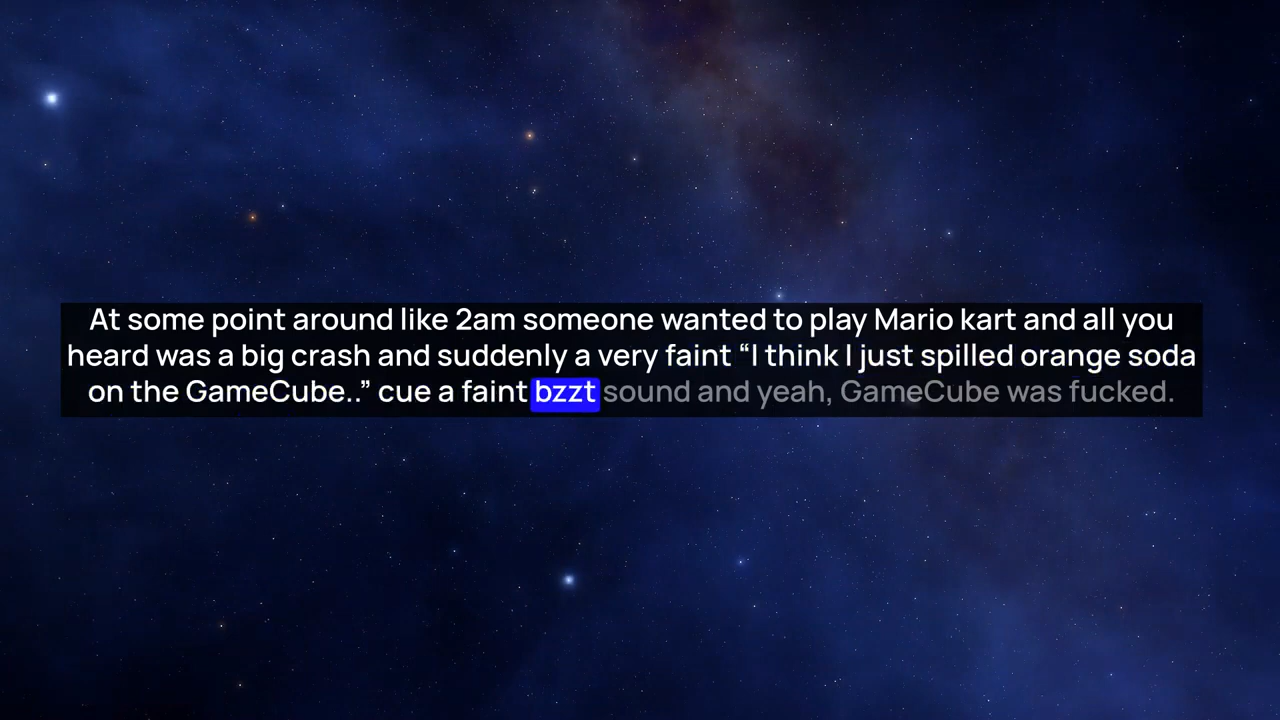 At some point around like 2am someone wanted to play Mario kart and all you
heard was a big crash and suddenly a very faint “I think I just spilled orange soda
on the GameCube..” cue a faint bzzt sound and yeah, GameCube was fucked.